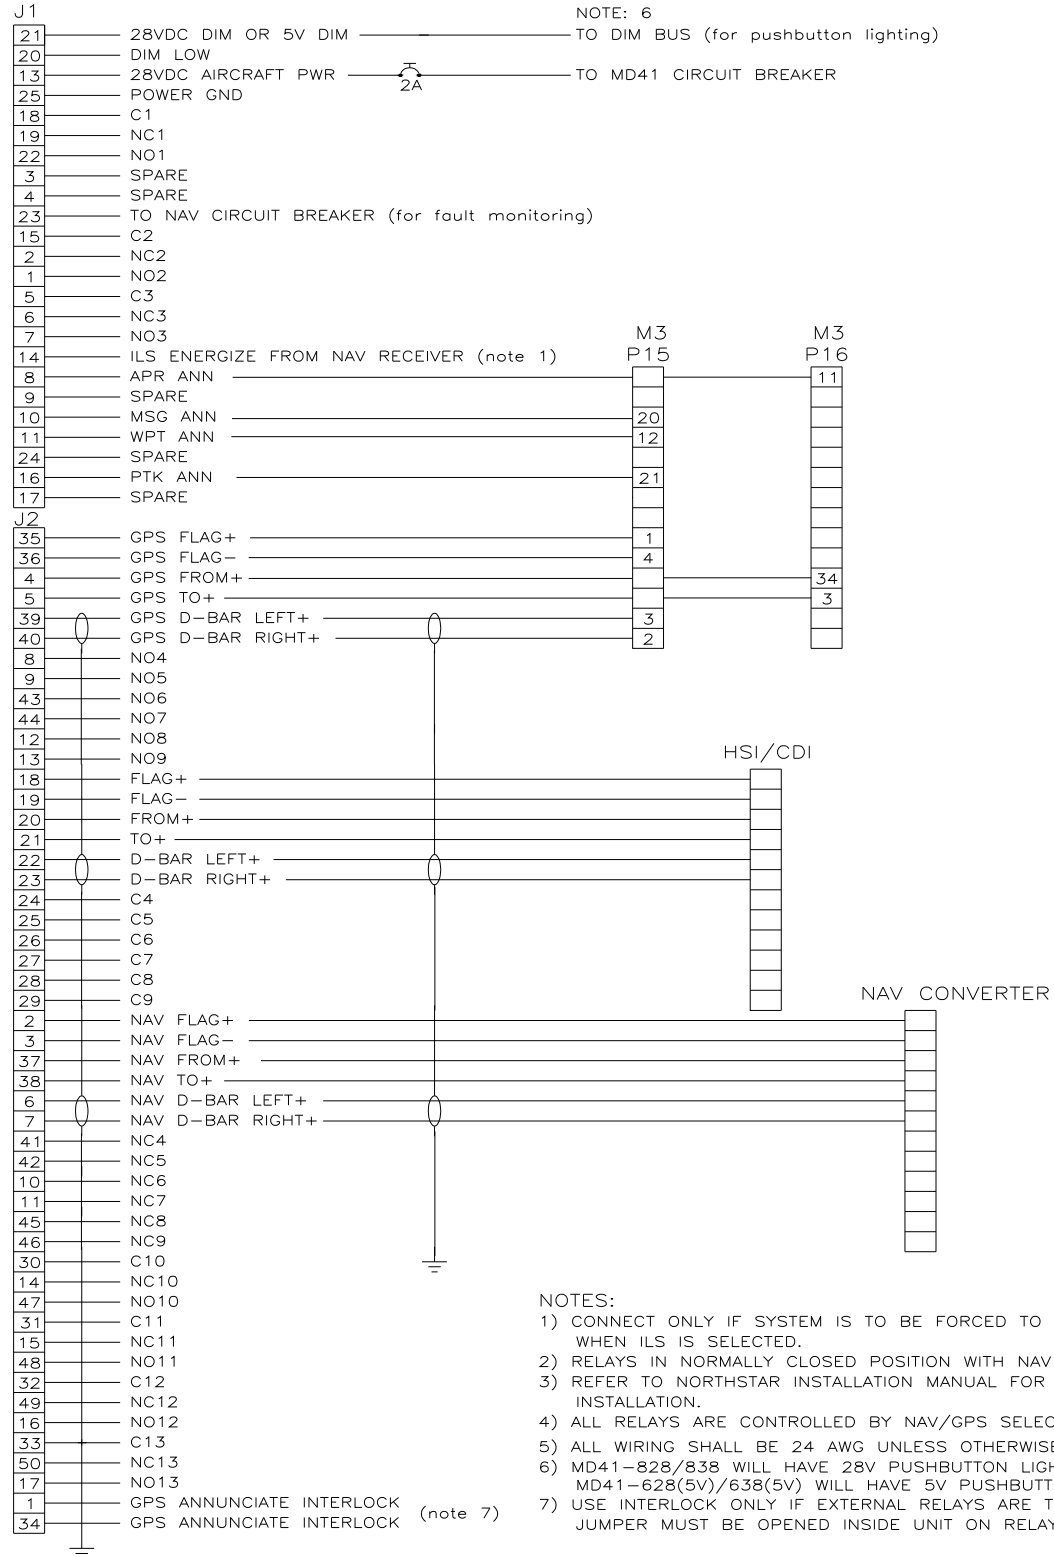 J1
NOTE: 6
21 28VDC DIM OR 5V DIM TO DIM BUS (for pushbutton lighting)
20 DIM LOW
13 28VDC AIRCRAFT PWR 2A TO MD41 CIRCUIT BREAKER
25 POWER GND
18 C1
19 NC1
22 NO1
3 SPARE
4 SPARE
23 TO NAV CIRCUIT BREAKER (for fault monitoring)
15 C2
2 NC2
1 NO2
5 C3
6 NC3
7 NO3
M3 M3
P15 P16
14 ILS ENERGIZE FROM NAV RECEIVER (note 1)
8 APR ANN 11
9 SPARE
10 MSG ANN 20
11 WPT ANN 12
24 SPARE
16 PTK ANN 21
17 SPARE
J2
35 GPS FLAG+ 1
36 GPS FLAG− 4
4 GPS FROM+ 34
5 GPS TO+ 3
39 GPS D−BAR LEFT+ 3
40 GPS D−BAR RIGHT+ 2
8 NO4
9 NO5
43 NO6
44 NO7
12 NO8
13 NO9
HSI/CDI
18 FLAG+
19 FLAG−
20 FROM+
21 TO+
22 D−BAR LEFT+
23 D−BAR RIGHT+
24 C4
25 C5
26 C6
27 C7
28 C8
29 C9
NAV CONVERTER
2 NAV FLAG+
3 NAV FLAG−
37 NAV FROM+
38 NAV TO+
6 NAV D−BAR LEFT+
7 NAV D−BAR RIGHT+
41 NC4
42 NC5
10 NC6
11 NC7
45 NC8
46 NC9
30 C10
14 NC10
47 NO10
31 C11
15 NC11
48 NO11
32 C12
49 NC12
16 NO12
33 C13
50 NC13
17 NO13
1 GPS ANNUNCIATE INTERLOCK
34 GPS ANNUNCIATE INTERLOCK
(note 7)
NOTES:
1) CONNECT ONLY IF SYSTEM IS TO BE FORCED TO
WHEN ILS IS SELECTED.
2) RELAYS IN NORMALLY CLOSED POSITION WITH NAV
3) REFER TO NORTHSTAR INSTALLATION MANUAL FOR
INSTALLATION.
4) ALL RELAYS ARE CONTROLLED BY NAV/GPS SELEC
5) ALL WIRING SHALL BE 24 AWG UNLESS OTHERWISE
6) MD41−828/838 WILL HAVE 28V PUSHBUTTON LIGH
MD41−628(5V)/638(5V) WILL HAVE 5V PUSHBUTT
7) USE INTERLOCK ONLY IF EXTERNAL RELAYS ARE T
JUMPER MUST BE OPENED INSIDE UNIT ON RELAY